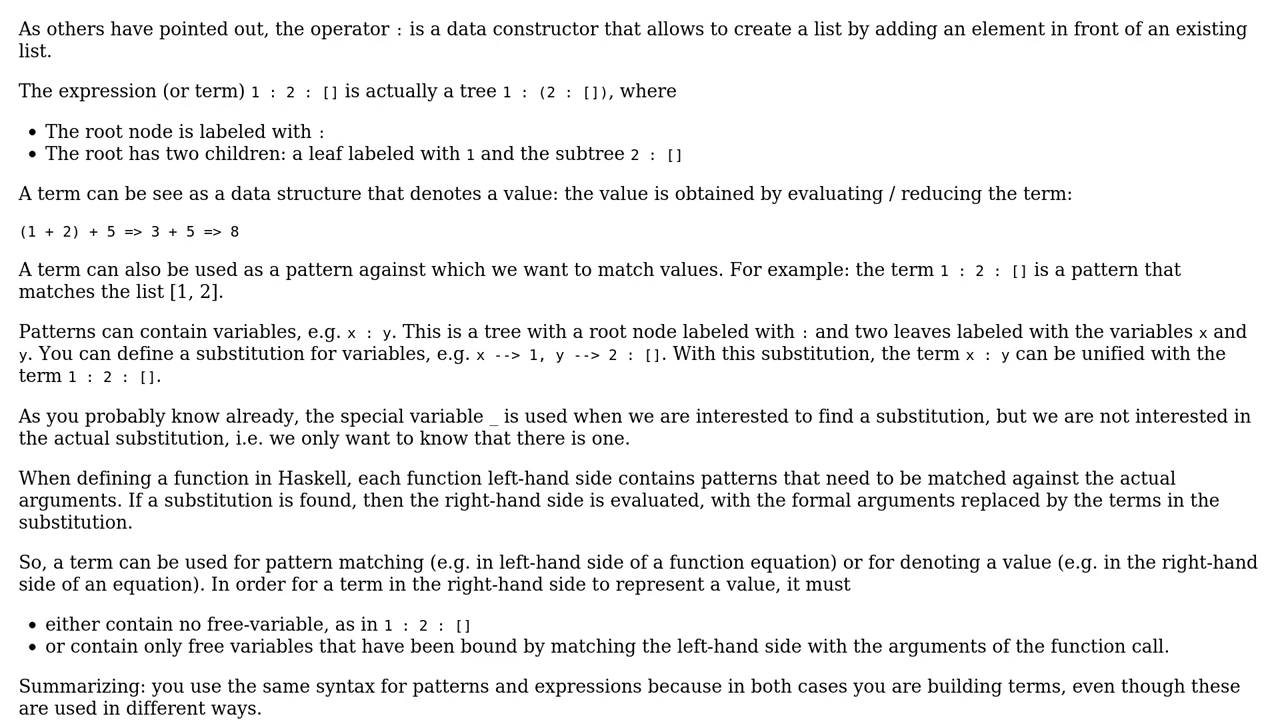 As others have pointed out, the operator : is a data constructor that allows to create a list by adding an element in front of an existing
list.
The expression (or term) 1 : 2 : [] is actually a tree 1 : (2 : []), where
• The root node is labeled with :
• The root has two children: a leaf labeled with 1 and the subtree 2 : []
A term can be see as a data structure that denotes a value: the value is obtained by evaluating / reducing the term:
(1 + 2) + 5 => 3 + 5 => 8
A term can also be used as a pattern against which we want to match values. For example: the term 1 : 2 : [] is a pattern that
matches the list [1, 2].
Patterns can contain variables, e.g. x : y. This is a tree with a root node labeled with : and two leaves labeled with the variables x and
y. You can define a substitution for variables, e.g. x --> 1, y --> 2 : []. With this substitution, the term x : y can be unified with the
term 1 : 2 : [].
As you probably know already, the special variable _ is used when we are interested to find a substitution, but we are not interested in
the actual substitution, i.e. we only want to know that there is one.
When defining a function in Haskell, each function left-hand side contains patterns that need to be matched against the actual
arguments. If a substitution is found, then the right-hand side is evaluated, with the formal arguments replaced by the terms in the
substitution.
So, a term can be used for pattern matching (e.g. in left-hand side of a function equation) or for denoting a value (e.g. in the right-hand
side of an equation). In order for a term in the right-hand side to represent a value, it must
• either contain no free-variable, as in 1 : 2 : []
• or contain only free variables that have been bound by matching the left-hand side with the arguments of the function call.
Summarizing: you use the same syntax for patterns and expressions because in both cases you are building terms, even though these
are used in different ways.